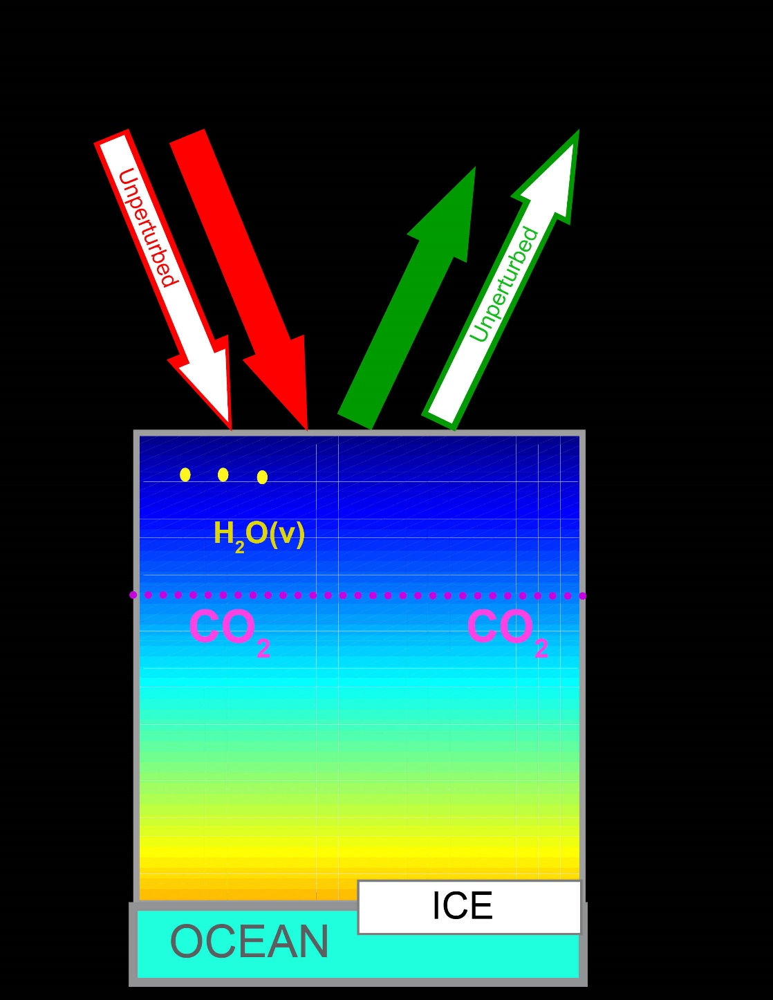 Unperturbed
Unperturbed
H₂O(v)
CO₂ CO₂
ICE
OCEAN